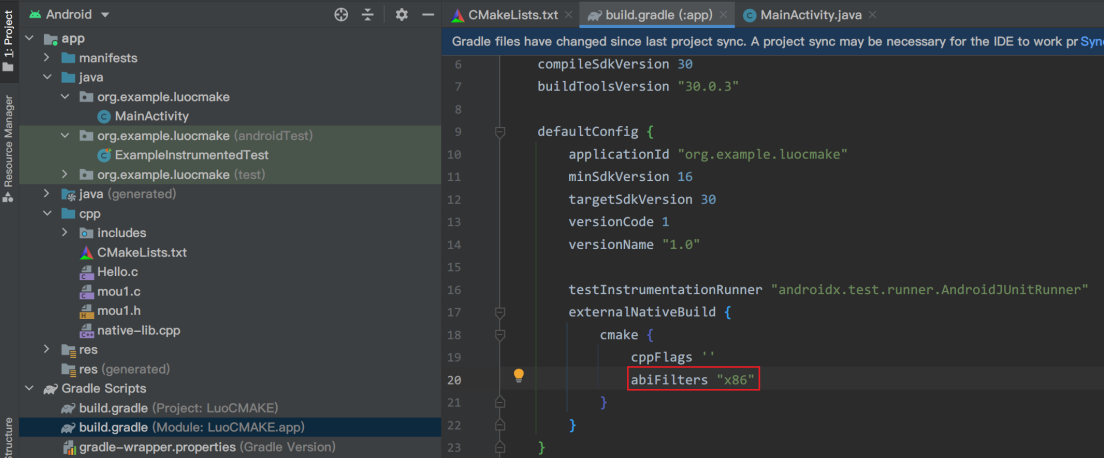 1: Project
Resource Manager
Structure
Android
app
manifests
java
org.example.luocmake
MainActivity
org.example.luocmake (androidTest)
ExampleInstrumentedTest
org.example.luocmake (test)
java (generated)
cpp
includes
CMakeLists.txt
Hello.c
mou1.c
mou1.h
native-lib.cpp
res
res (generated)
Gradle Scripts
build.gradle (Project: LuoCMAKE)
build.gradle (Module: LuoCMAKE.app)
gradle-wrapper.properties (Gradle Version)
CMakeLists.txt build.gradle (:app) MainActivity.java
Gradle files have changed since last project sync. A project sync may be necessary for the IDE to work pr Sync
6 compileSdkVersion 30
7 buildToolsVersion "30.0.3"
8
9 defaultConfig {
10 applicationId "org.example.luocmake"
11 minSdkVersion 16
12 targetSdkVersion 30
13 versionCode 1
14 versionName "1.0"
15
16 testInstrumentationRunner "androidx.test.runner.AndroidJUnitRunner"
17 externalNativeBuild {
18 cmake {
19 cppFlags ''
20 abiFilters "x86"
21 }
22 }
23 }